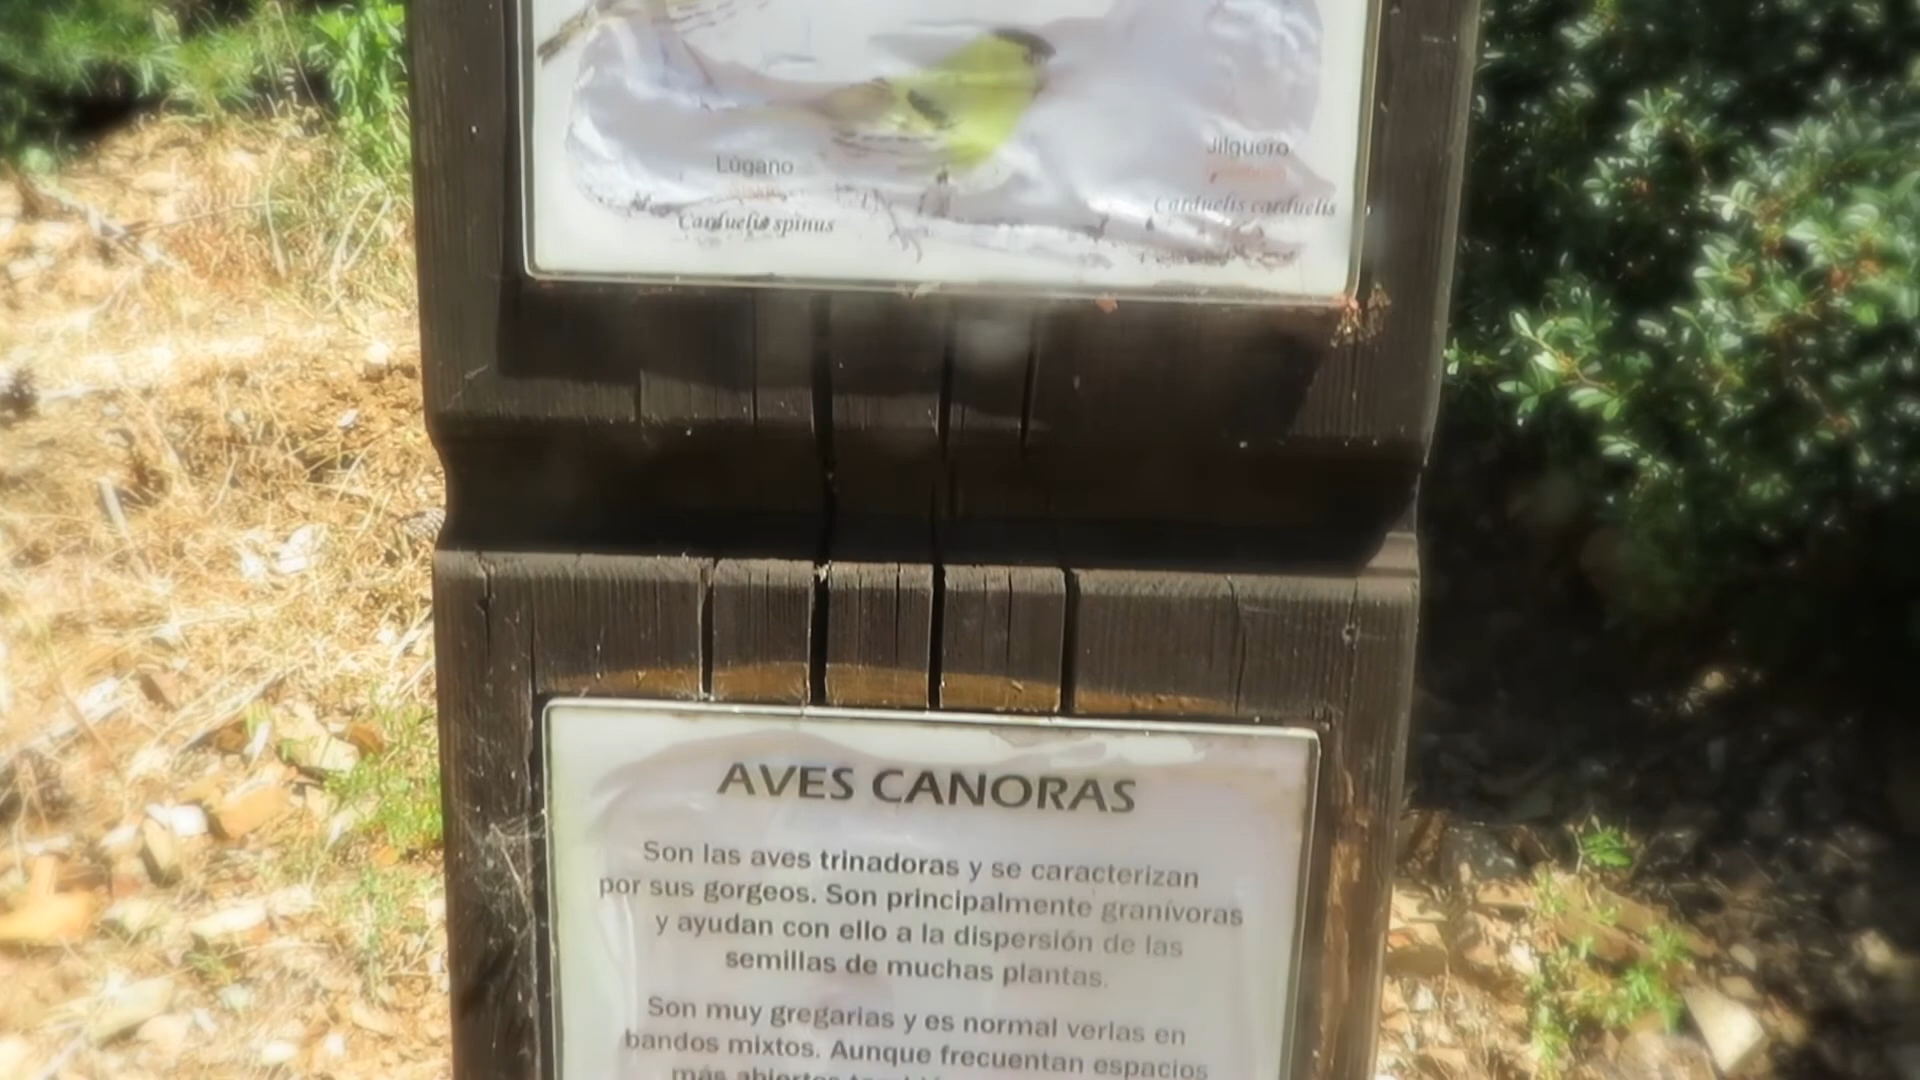 Lúgano
Carduelis spinus
Jilguero
Carduelis carduelis
AVES CANORAS
Son las aves trinadoras y se caracterizan
por sus gorgeos. Son principalmente granívoras
y ayudan con ello a la dispersión de las
semillas de muchas plantas.
Son muy gregarias y es normal verlas en
bandos mixtos. Aunque frecuentan espacios
más abiertos